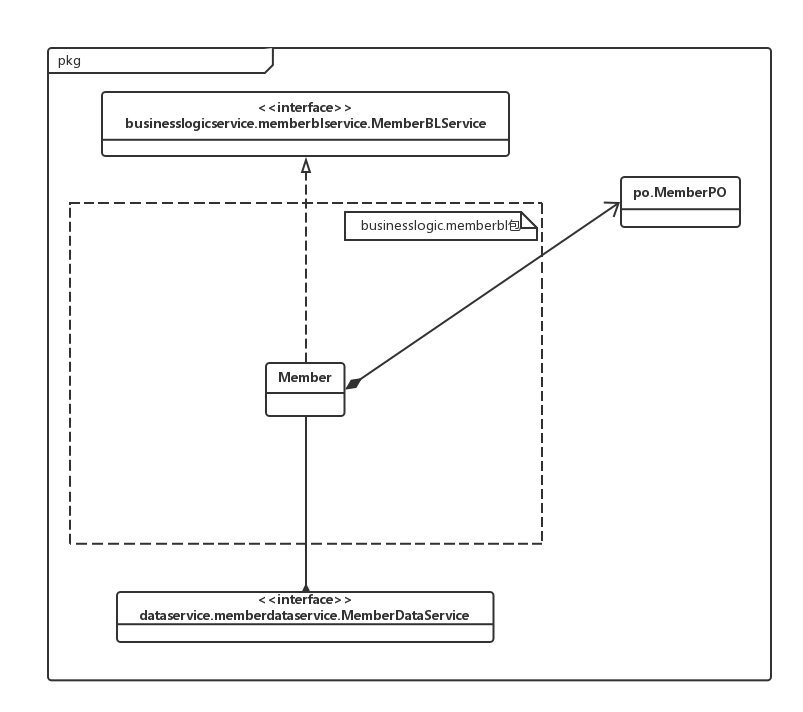 pkg
<<interface>>
businesslogicservice.memberblservice.MemberBLService
po.MemberPO
businesslogic.memberbl包
Member
<<interface>>
dataservice.memberdataservice.MemberDataService